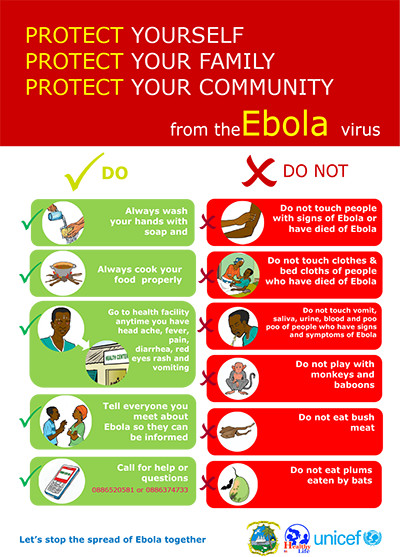 PROTECT YOURSELF
PROTECT YOUR FAMILY
PROTECT YOUR COMMUNITY
from the Ebola virus
DO
Always wash
your hands with
soap and
Always cook your
food properly
Go to health facility
anytime you have
head ache, fever,
pain,
diarrhea, red
eyes rash and
vomiting
HEALTH CENTER
Tell everyone you
meet about
Ebola so they can
be informed
Call for help or
questions
0886520581 or 0886374733
DO NOT
Do not touch people
with signs of Ebola or
have died of Ebola
Do not touch clothes &
bed cloths of people
who have died of Ebola
Do not touch vomit,
saliva, urine, blood and poo
poo of people who have signs
and symptoms of Ebola
Do not play with
monkeys and
baboons
Do not eat bush
meat
Do not eat plums
eaten by bats
Let's stop the spread of Ebola together
Healthy
Life
unicef